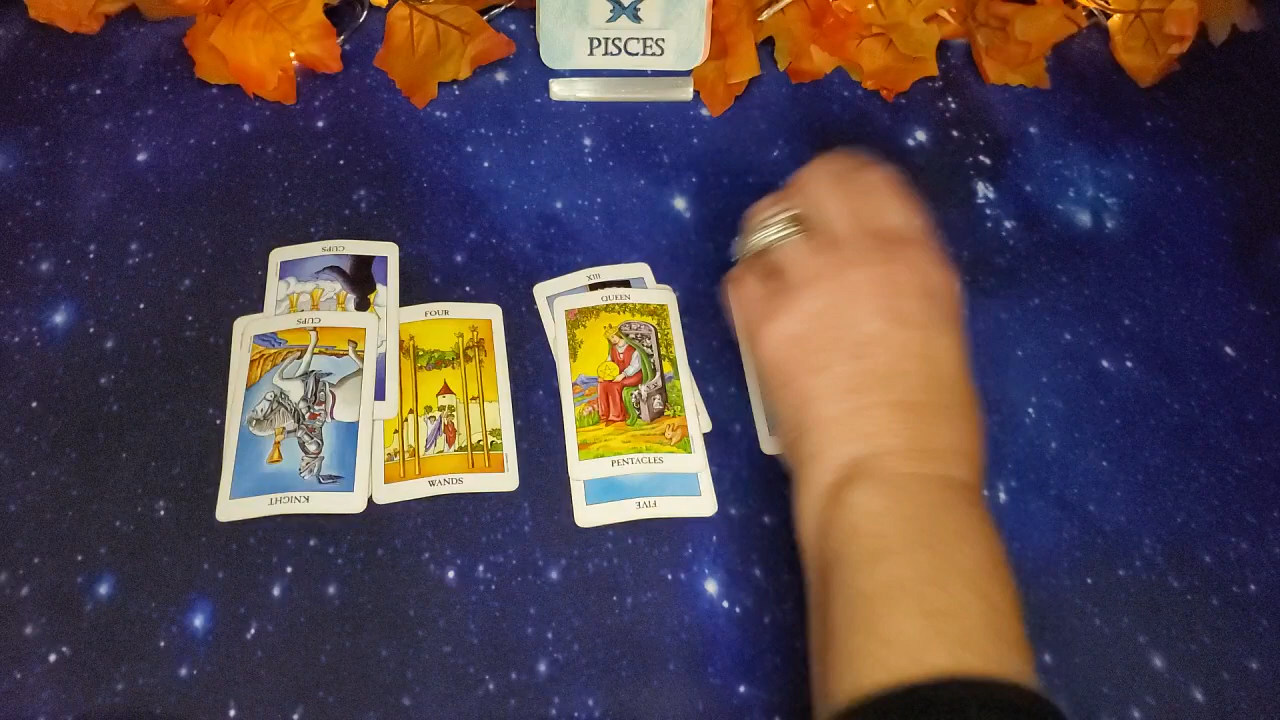 PISCES
CUPS
CUPS
KNIGHT
FOUR
WANDS
XIII
QUEEN
PENTACLES
FIVE